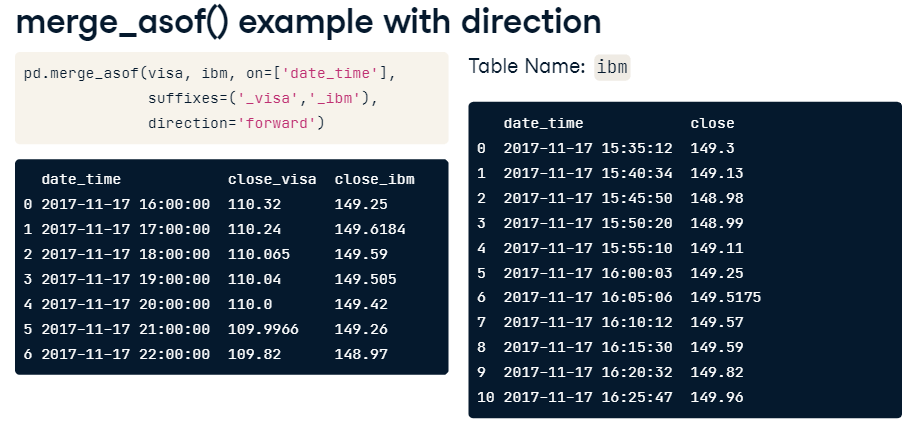 merge_asof() example with direction
pd.merge_asof(visa, ibm, on=['date_time'],
suffixes=('_visa','_ibm'),
direction='forward')
date_time close_visa close_ibm
0 2017-11-17 16:00:00 110.32 149.25
1 2017-11-17 17:00:00 110.24 149.6184
2 2017-11-17 18:00:00 110.065 149.59
3 2017-11-17 19:00:00 110.04 149.505
4 2017-11-17 20:00:00 110.0 149.42
5 2017-11-17 21:00:00 109.9966 149.26
6 2017-11-17 22:00:00 109.82 148.97
Table Name: ibm
date_time close
0 2017-11-17 15:35:12 149.3
1 2017-11-17 15:40:34 149.13
2 2017-11-17 15:45:50 148.98
3 2017-11-17 15:50:20 148.99
4 2017-11-17 15:55:10 149.11
5 2017-11-17 16:00:03 149.25
6 2017-11-17 16:05:06 149.5175
7 2017-11-17 16:10:12 149.57
8 2017-11-17 16:15:30 149.59
9 2017-11-17 16:20:32 149.82
10 2017-11-17 16:25:47 149.96